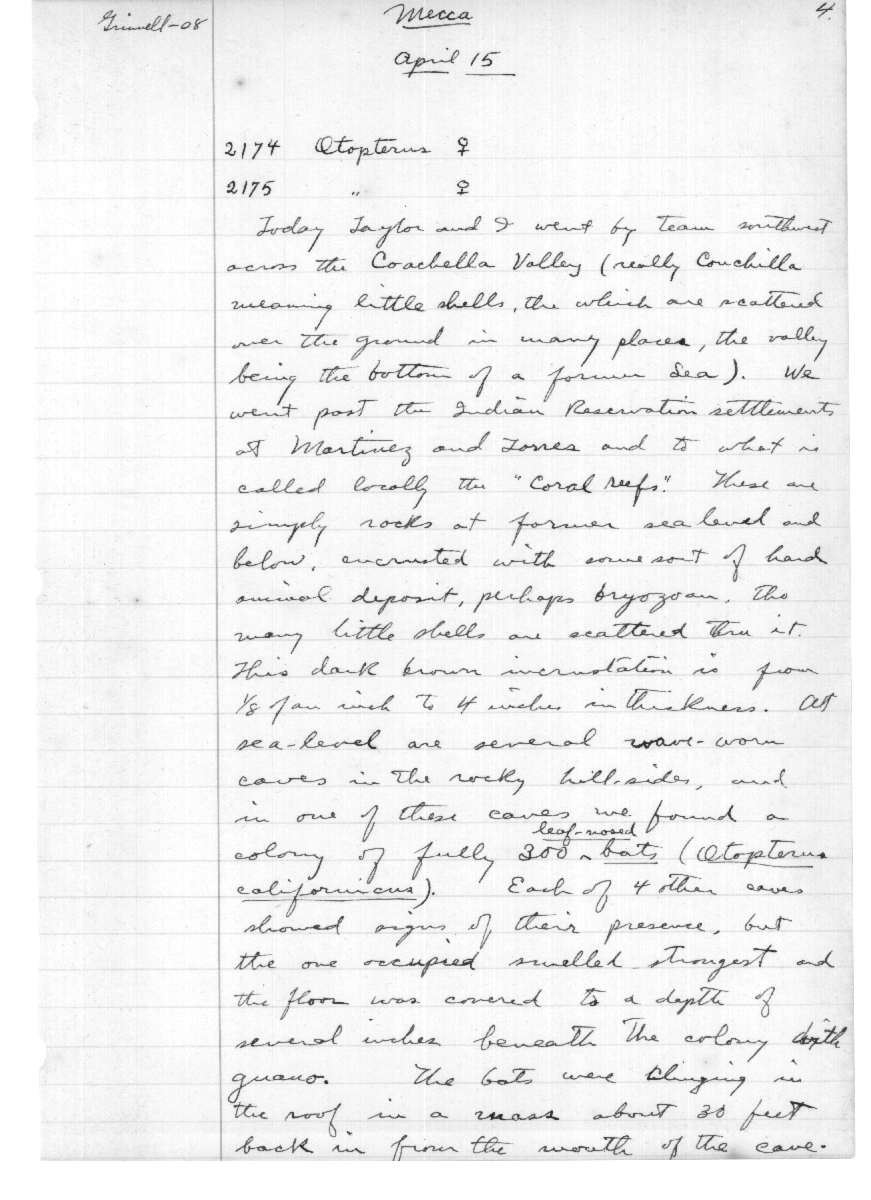 Grinnell-08
Mecca
4.
April 15
2174 Otopterus ♀
2175 " ♀
Today Taylor and I went by team southwest
across the Coachella Valley (really Conchilla
meaning little shells, the which are scattered
over the ground in many places, the valley
being the bottom of a former Sea). We
went past the Indian Reservation settlements
at Martinez and Torres and to what is
called locally the "Coral reefs." These are
simply rocks at former sea level and
below, encrusted with some sort of hard
animal deposit, perhaps bryozoan, tho
many little shells are scattered thru it.
This dark brown incrustation is from
1/8 of an inch to 4 inches in thickness. At
sea-level are several wave-worn
caves in the rocky hill-sides, and
in one of these caves we found a
colony of fully 300 leaf-nosed bats (Otopterus
californicus). Each of 4 other caves
showed signs of their presence, but
the one occupied smelled strongest and
the floor was covered to a depth of
several inches beneath the colony with
guano. The bats were clinging in
the roof in a mass about 30 feet
back in from the mouth of the cave.